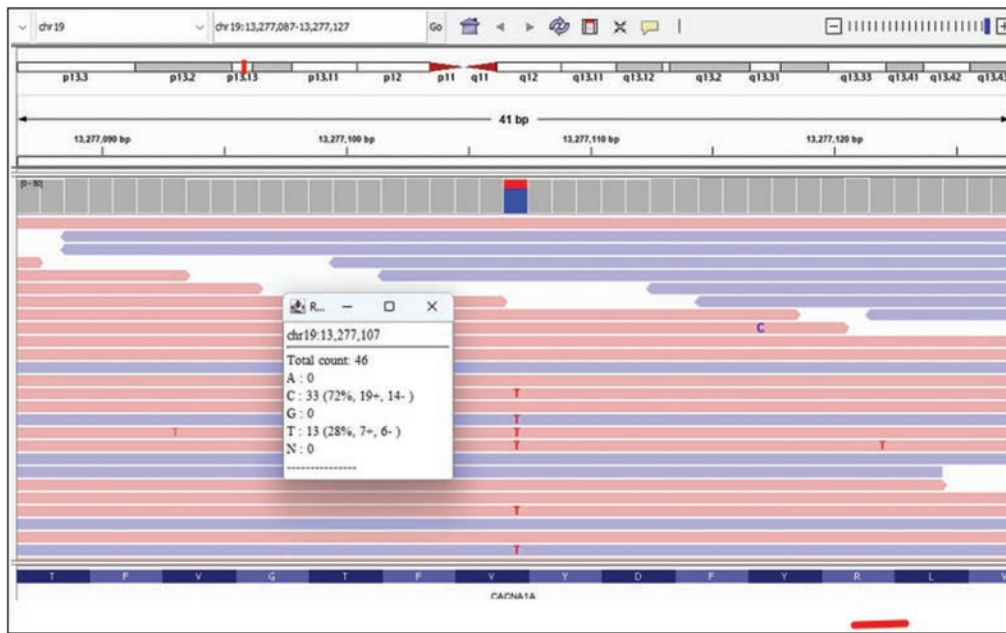 chr19 chr19:13,277,087-13,277,127 Go
p13.3 p13.2 p13.13 p13.11 p12 p11 q11 q12 q13.11 q13.12 q13.2 q13.31 q13.33 q13.41 q13.42 q13.43
41 bp
13,277,090 bp 13,277,100 bp 13,277,110 bp 13,277,120 bp
[0 - 50]
R...
chr19:13,277,107
Total count: 46
A : 0
C : 33 (72%, 19+, 14- )
G : 0
T : 13 (28%, 7+, 6- )
N : 0
---------------
C
T
T
T T
T T
T
T
T F V G T F V Y D F Y R L V
CACNA1A